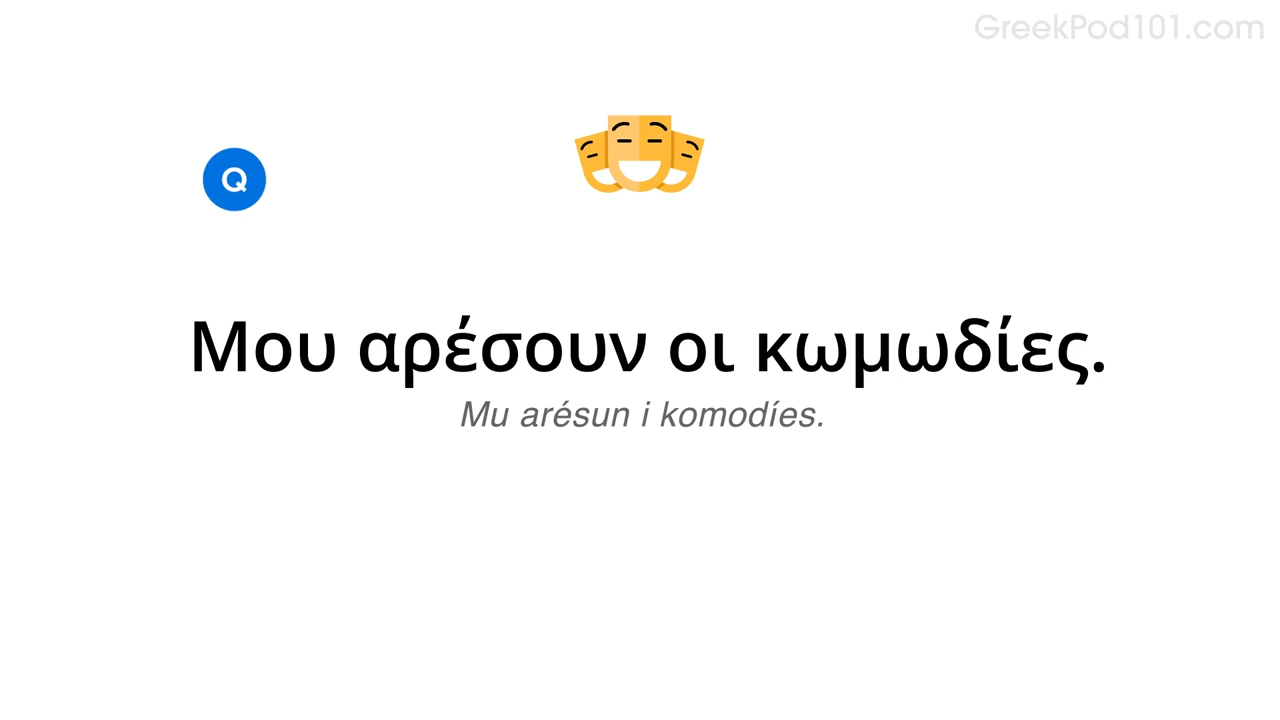 GreekPod101.com
Q
Μου αρέσουν οι κωμωδίες.
Mu arésun i komodíes.